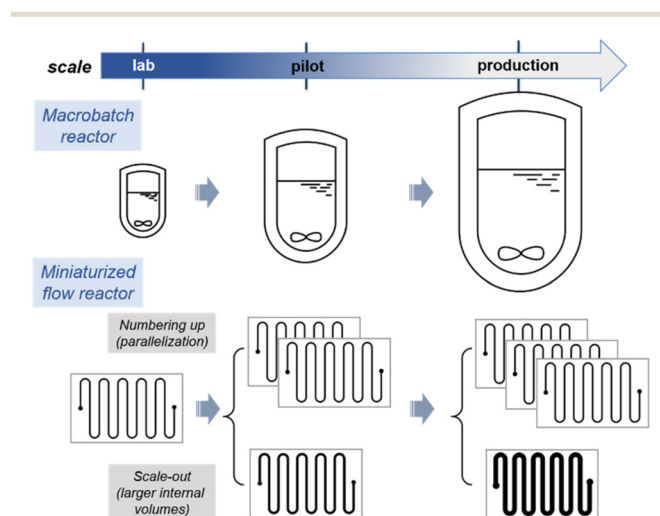 scale lab pilot production
Macrobatch
reactor
Miniaturized
flow reactor
Numbering up
(parallelization)
Scale-out
(larger internal
volumes)